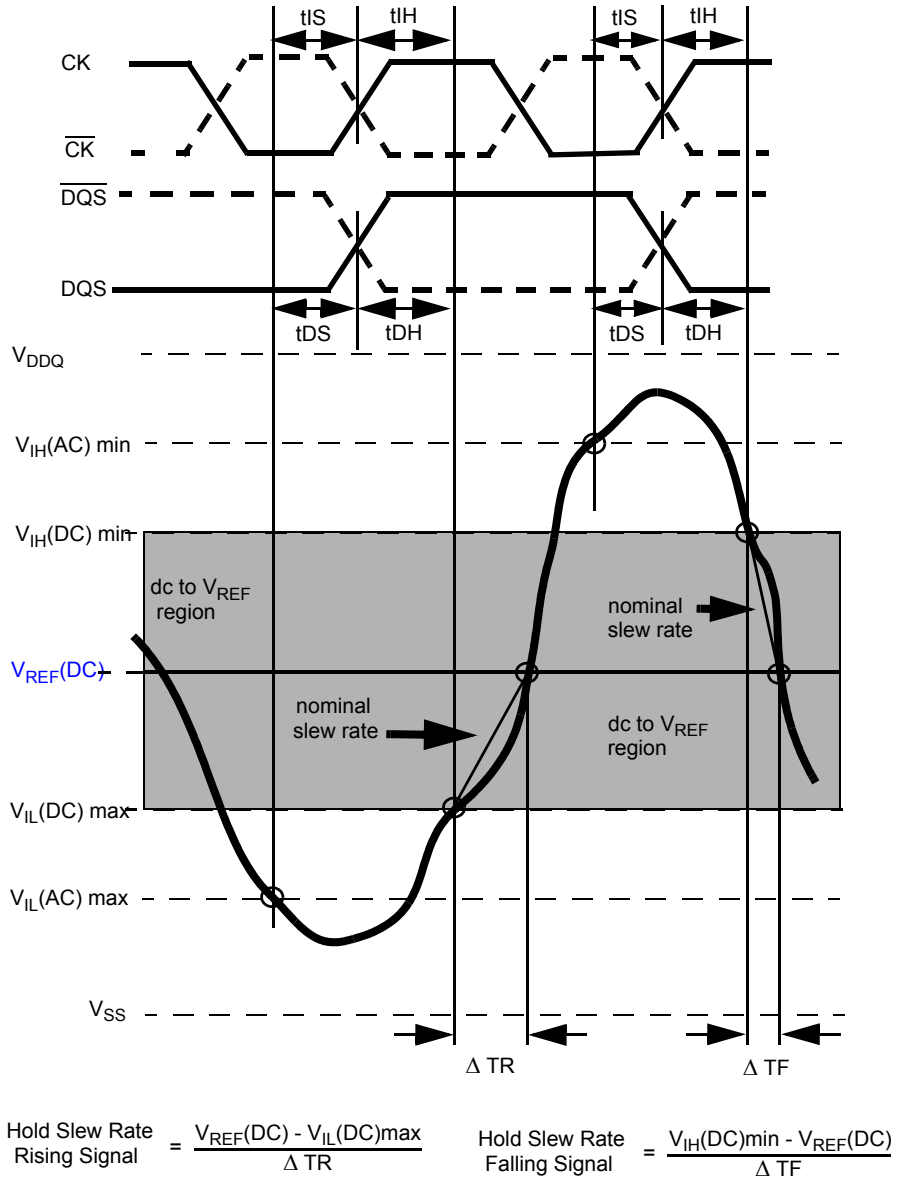 tIS tIH tIS tIH
CK
C̅K̅
D̅Q̅S̅
DQS
tDS tDH tDS tDH
VDDQ
VIH(AC) min
VIH(DC) min
dc to VREF
region
nominal
slew rate
VREF(DC)
nominal
slew rate
dc to VREF
region
VIL(DC) max
VIL(AC) max
VSS
Δ TR Δ TF
Hold Slew Rate
Rising Signal
=
VREF(DC) - VIL(DC)max
Δ TR
Hold Slew Rate
Falling Signal
=
VIH(DC)min - VREF(DC)
Δ TF